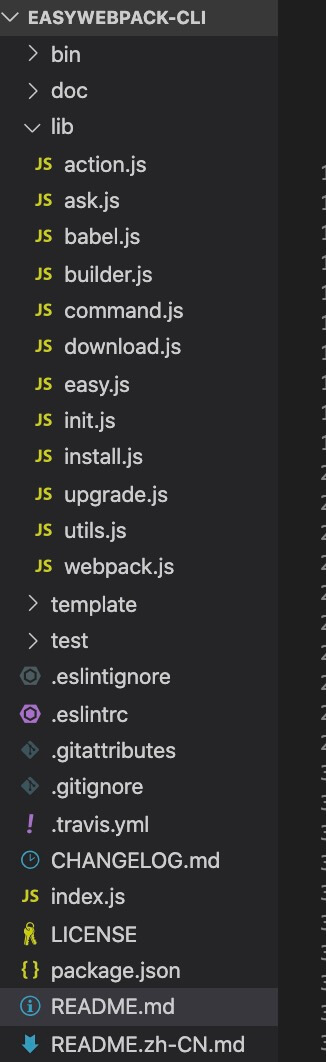 EASYWEBPACK-CLI
bin
doc
lib
JS action.js
JS ask.js
JS babel.js
JS builder.js
JS command.js
JS download.js
JS easy.js
JS init.js
JS install.js
JS upgrade.js
JS utils.js
JS webpack.js
template
test
.eslintignore
.eslintrc
.gitattributes
.gitignore
! .travis.yml
CHANGELOG.md
JS index.js
LICENSE
{} package.json
README.md
README.zh-CN.md